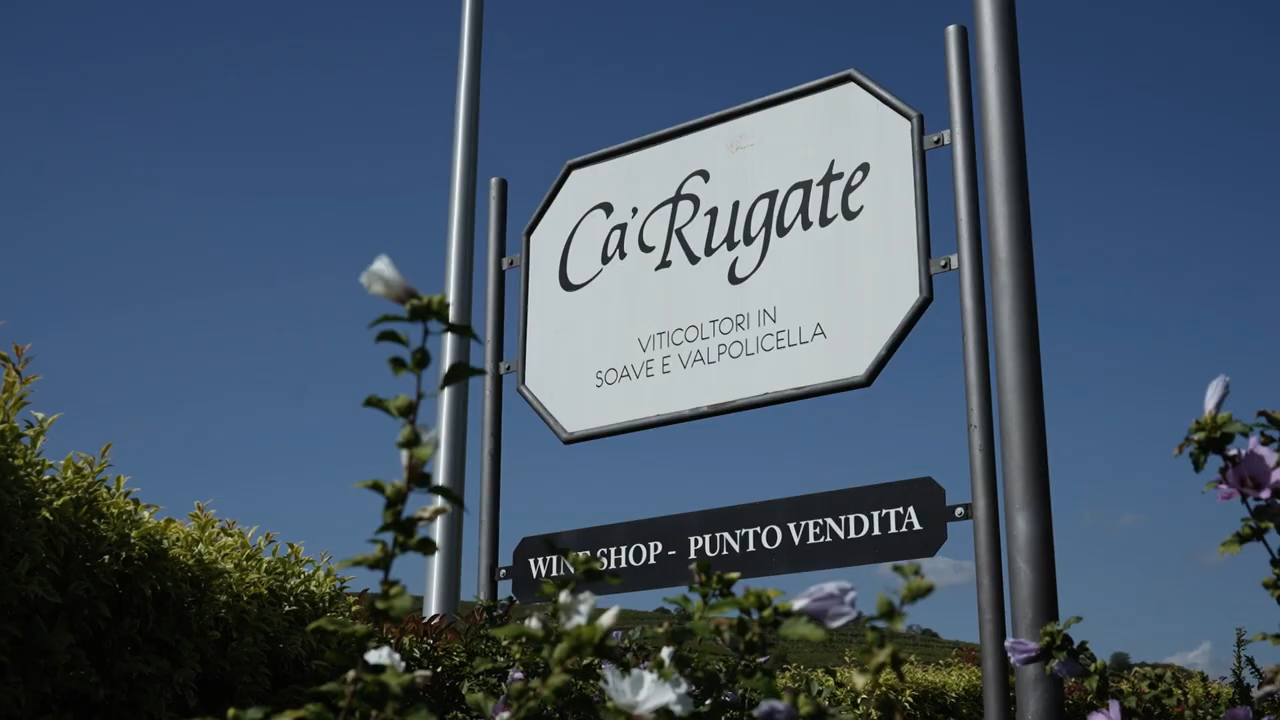 Ca' Rugate
VITICOLTORI IN
SOAVE E VALPOLICELLA
WINE SHOP - PUNTO VENDITA